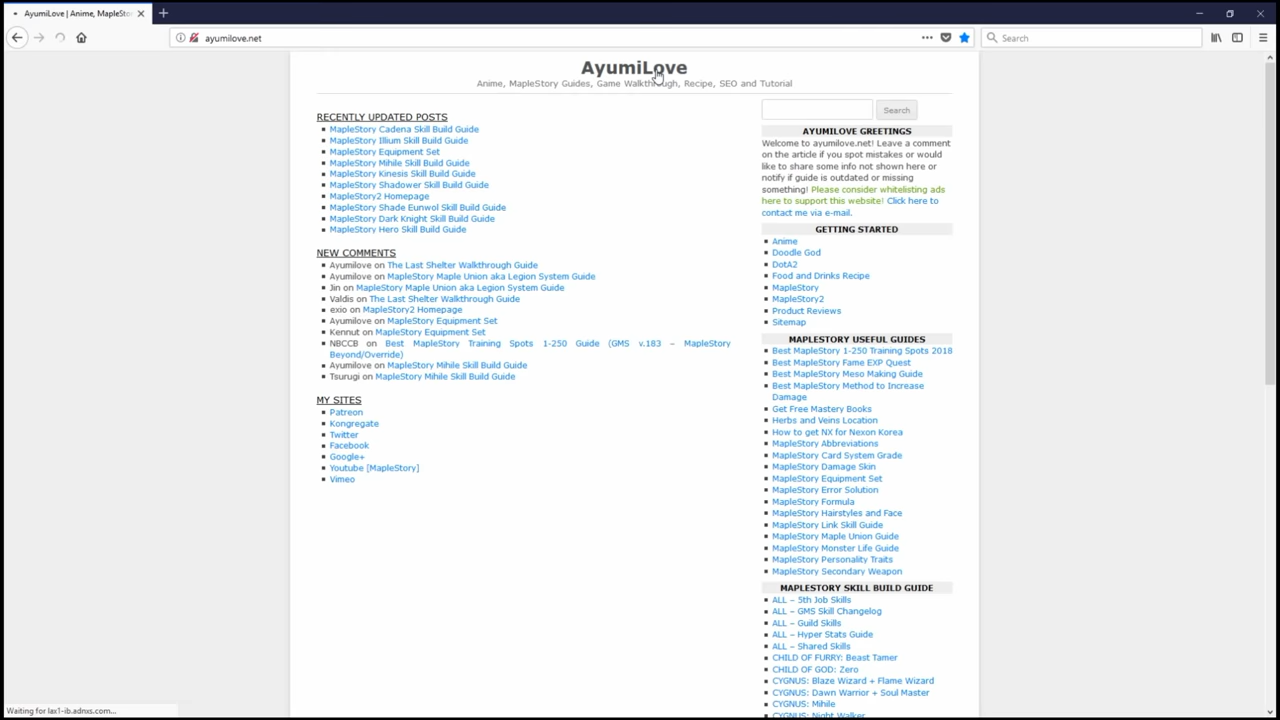 AyumiLove | Anime, MapleSto
ayumilove.net
Search
AyumiLove
Anime, MapleStory Guides, Game Walkthrough, Recipe, SEO and Tutorial
RECENTLY UPDATED POSTS
MapleStory Cadena Skill Build Guide
MapleStory Illium Skill Build Guide
MapleStory Equipment Set
MapleStory Mihile Skill Build Guide
MapleStory Kinesis Skill Build Guide
MapleStory Shadower Skill Build Guide
MapleStory2 Homepage
MapleStory Shade Eunwol Skill Build Guide
MapleStory Dark Knight Skill Build Guide
MapleStory Hero Skill Build Guide
NEW COMMENTS
Ayumilove on The Last Shelter Walkthrough Guide
Ayumilove on MapleStory Maple Union aka Legion System Guide
Jin on MapleStory Maple Union aka Legion System Guide
Valdis on The Last Shelter Walkthrough Guide
exio on MapleStory2 Homepage
Ayumilove on MapleStory Equipment Set
Kennut on MapleStory Equipment Set
NBCCB on Best MapleStory Training Spots 1-250 Guide (GMS v.183 – MapleStory
Beyond/Override)
Ayumilove on MapleStory Mihile Skill Build Guide
Tsurugi on MapleStory Mihile Skill Build Guide
MY SITES
Patreon
Kongregate
Twitter
Facebook
Google+
Youtube [MapleStory]
Vimeo
Search
AYUMILOVE GREETINGS
Welcome to ayumilove.net! Leave a comment
on the article if you spot mistakes or would
like to share some info not shown here or
notify if guide is outdated or missing
something! Please consider whitelisting ads
here to support this website! Click here to
contact me via e-mail.
GETTING STARTED
Anime
Doodle God
DotA2
Food and Drinks Recipe
MapleStory
MapleStory2
Product Reviews
Sitemap
MAPLESTORY USEFUL GUIDES
Best MapleStory 1-250 Training Spots 2018
Best MapleStory Fame EXP Quest
Best MapleStory Meso Making Guide
Best MapleStory Method to Increase
Damage
Get Free Mastery Books
Herbs and Veins Location
How to get NX for Nexon Korea
MapleStory Abbreviations
MapleStory Card System Grade
MapleStory Damage Skin
MapleStory Equipment Set
MapleStory Error Solution
MapleStory Formula
MapleStory Hairstyles and Face
MapleStory Link Skill Guide
MapleStory Maple Union Guide
MapleStory Monster Life Guide
MapleStory Personality Traits
MapleStory Secondary Weapon
MAPLESTORY SKILL BUILD GUIDE
ALL – 5th Job Skills
ALL – GMS Skill Changelog
ALL – Guild Skills
ALL – Hyper Stats Guide
ALL – Shared Skills
CHILD OF FURRY: Beast Tamer
CHILD OF GOD: Zero
CYGNUS: Blaze Wizard + Flame Wizard
CYGNUS: Dawn Warrior + Soul Master
CYGNUS: Mihile
CYGNUS: Night Walker
Waiting for lax1-ib.adnxs.com...